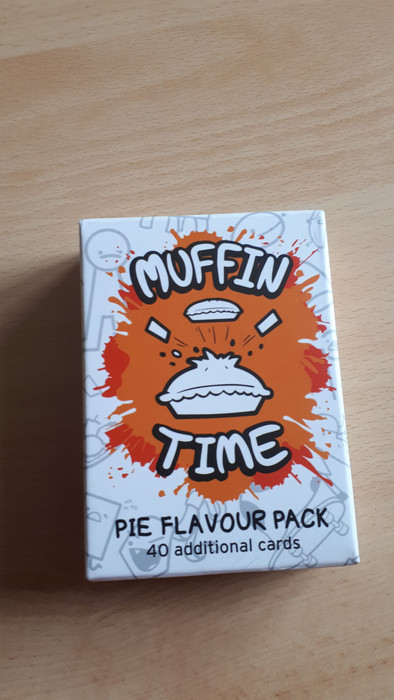 MUFFIN
TIME
PIE FLAVOUR PACK
40 additional cards